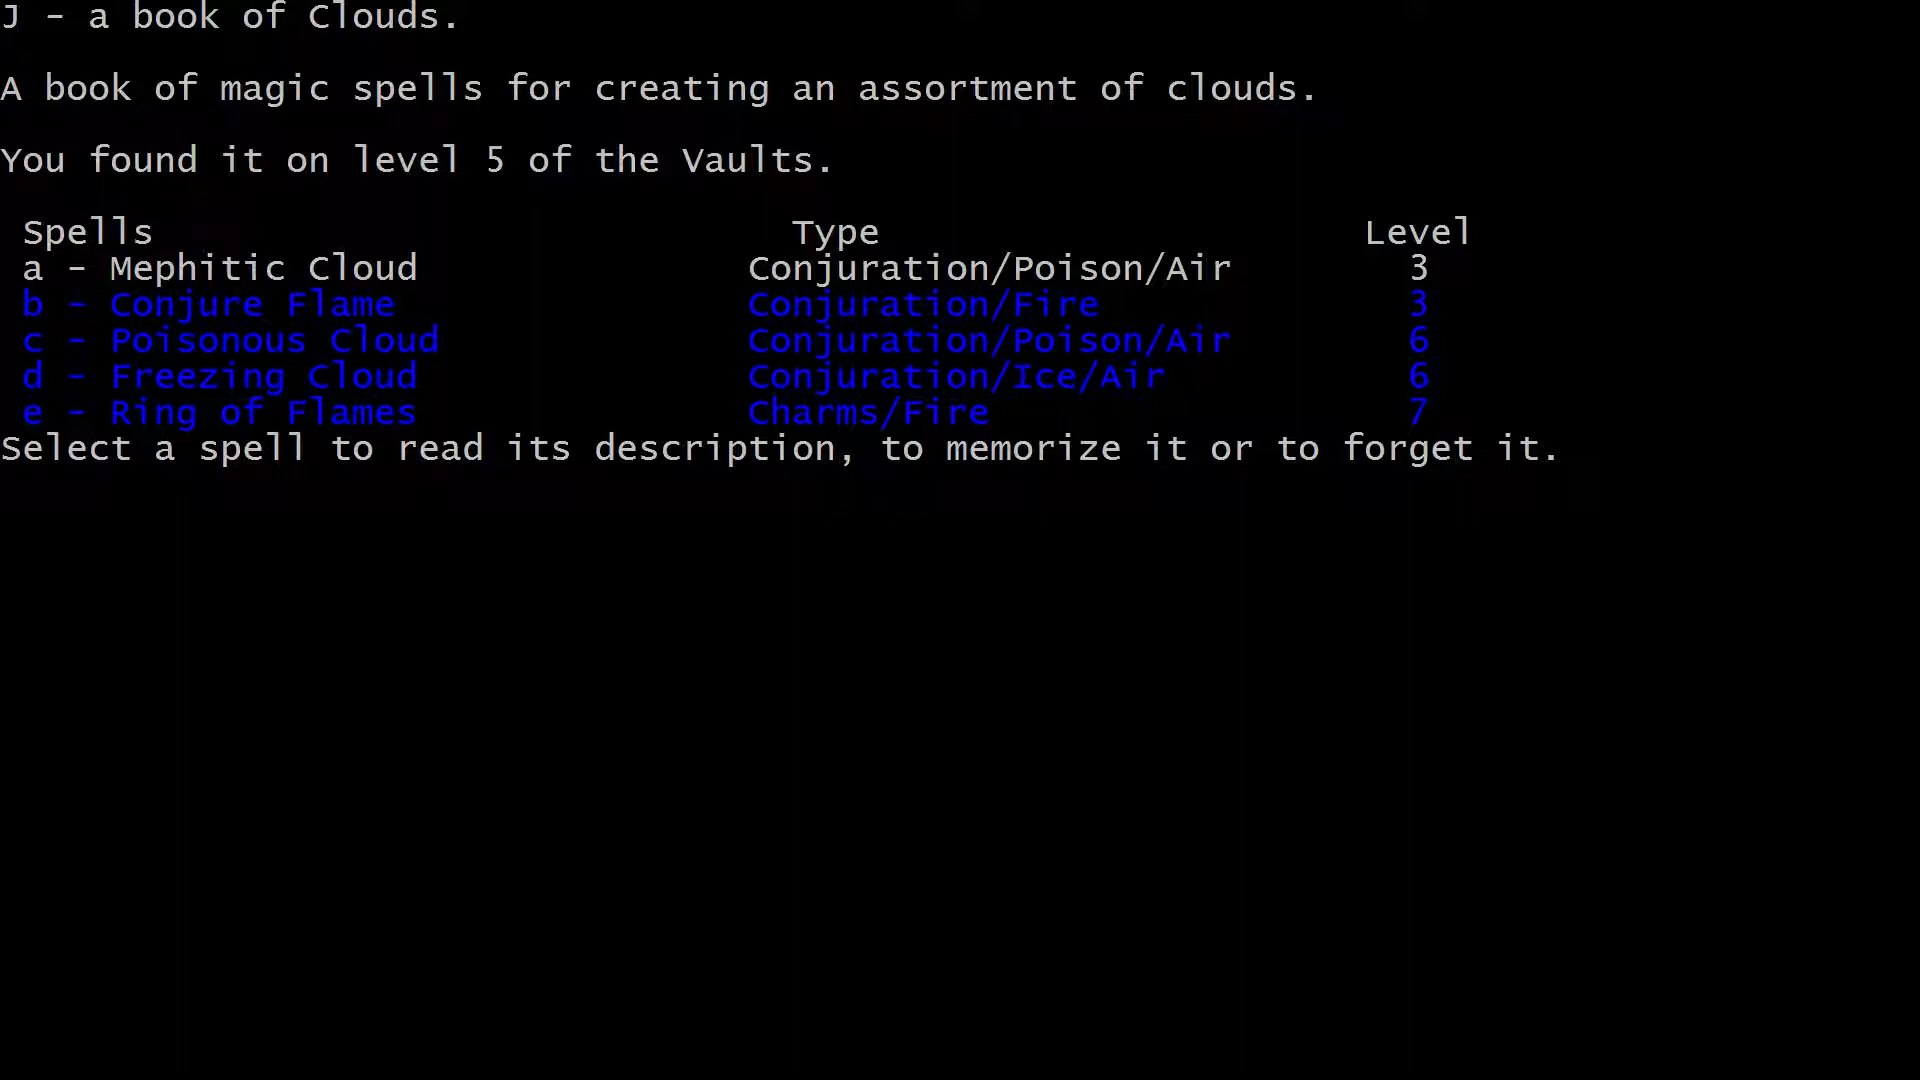 J - a book of Clouds.
A book of magic spells for creating an assortment of clouds.
You found it on level 5 of the Vaults.
Spells Type Level
a - Mephitic Cloud Conjuration/Poison/Air 3
b - Conjure Flame Conjuration/Fire 3
c - Poisonous Cloud Conjuration/Poison/Air 6
d - Freezing Cloud Conjuration/Ice/Air 6
e - Ring of Flames Charms/Fire 7
Select a spell to read its description, to memorize it or to forget it.